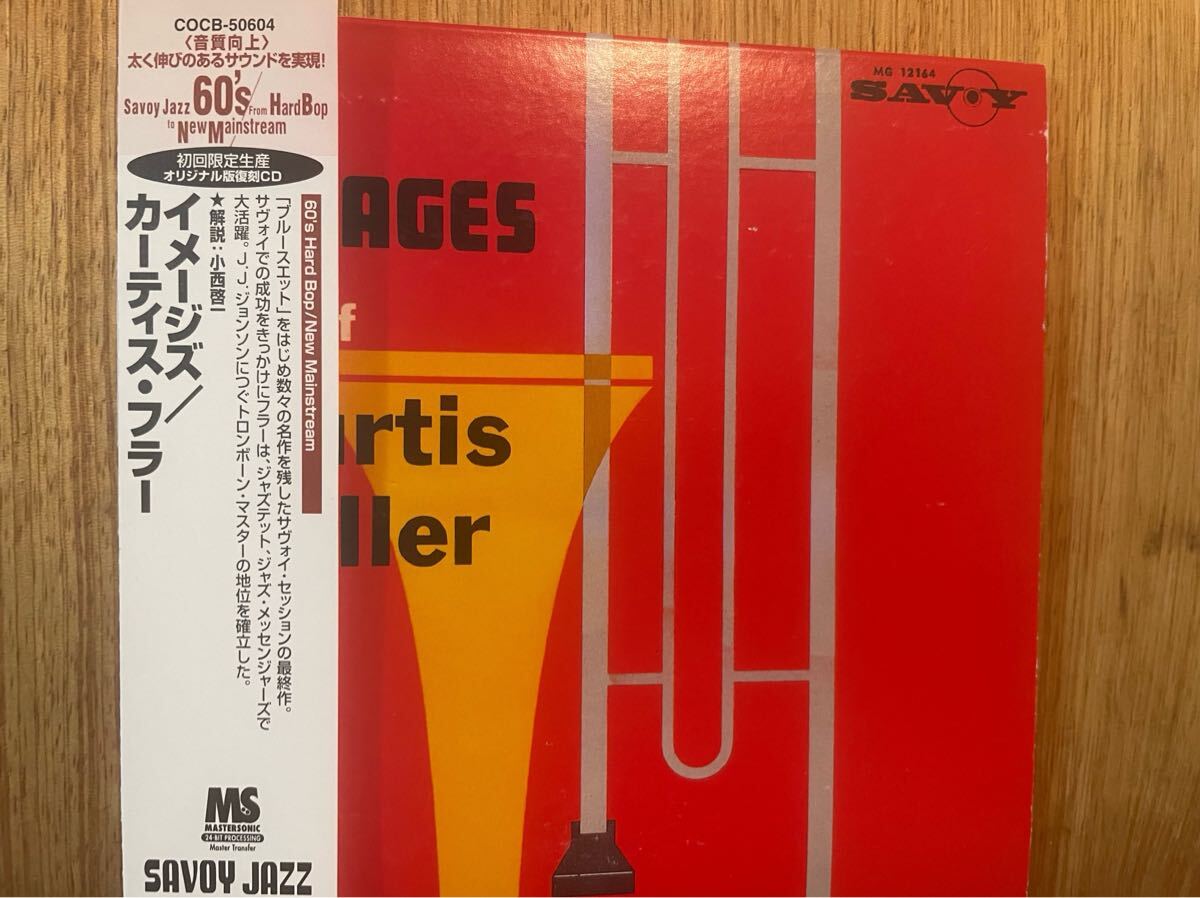 COCB-50604
〈音質向上〉
太く伸びのあるサウンドを実現!
Savoy Jazz 60's From HardBop
to New Mainstream
初回限定生産
オリジナル版復刻CD
60's Hard Bop/New Mainstream
「ブルースエット」をはじめ数々の名作を残したサヴォイ・セッションの最終作。
サヴォイでの成功をきっかけにフラーは、ジャズテット、ジャズ・メッセンジャーズで
大活躍。J.J.ジョンソンにつぐトロンボーン・マスターの地位を確立した。
★解説：小西啓一
イメージズ／
カーティス・フラー
MS
MASTERSONIC
24-BIT PROCESSING
Master Transfer
SAVOY JAZZ
MG 12164
SAVOY
AGES
f
urtis
ller